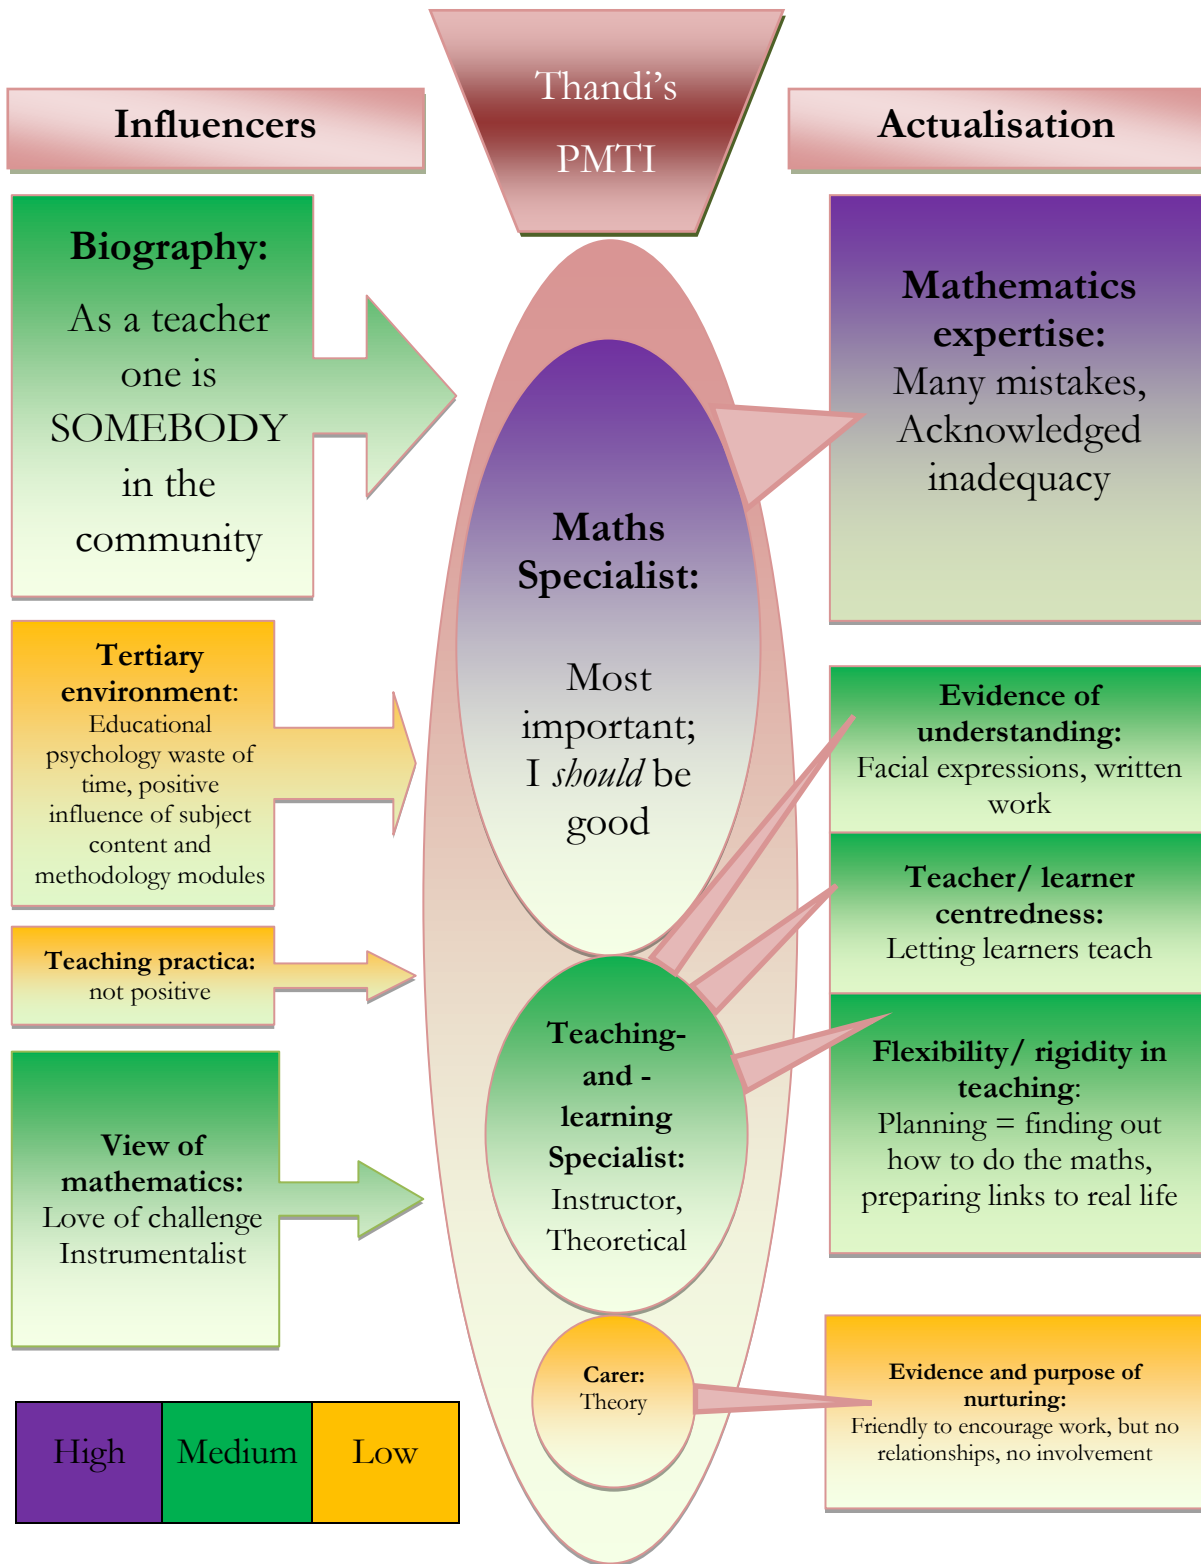 Thandi's
PMTI
Influencers
Actualisation
Biography:
As a teacher
one is
SOMEBODY
in the
community
Tertiary
environment:
Educational
psychology waste of
time, positive
influence of subject
content and
methodology modules
Teaching practica:
not positive
View of
mathematics:
Love of challenge
Instrumentalist
Maths
Specialist:
Most
important;
I should be
good
Teaching-
and -
learning
Specialist:
Instructor,
Theoretical
Carer:
Theory
Mathematics
expertise:
Many mistakes,
Acknowledged
inadequacy
Evidence of
understanding:
Facial expressions, written
work
Teacher/ learner
centredness:
Letting learners teach
Flexibility/ rigidity in
teaching:
Planning = finding out
how to do the maths,
preparing links to real life
Evidence and purpose of
nurturing:
Friendly to encourage work, but no
relationships, no involvement
High
Medium
Low